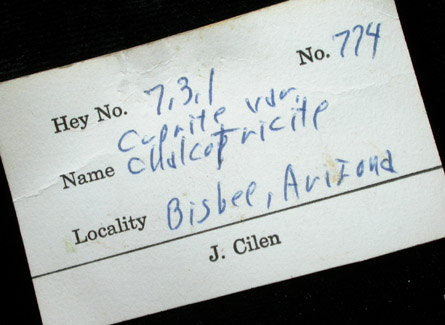 No. 774
Hey No. 7,3,1
Cuprite var.
Name Chalcotricite
Locality Bisbee, Arizona
J. Cilen